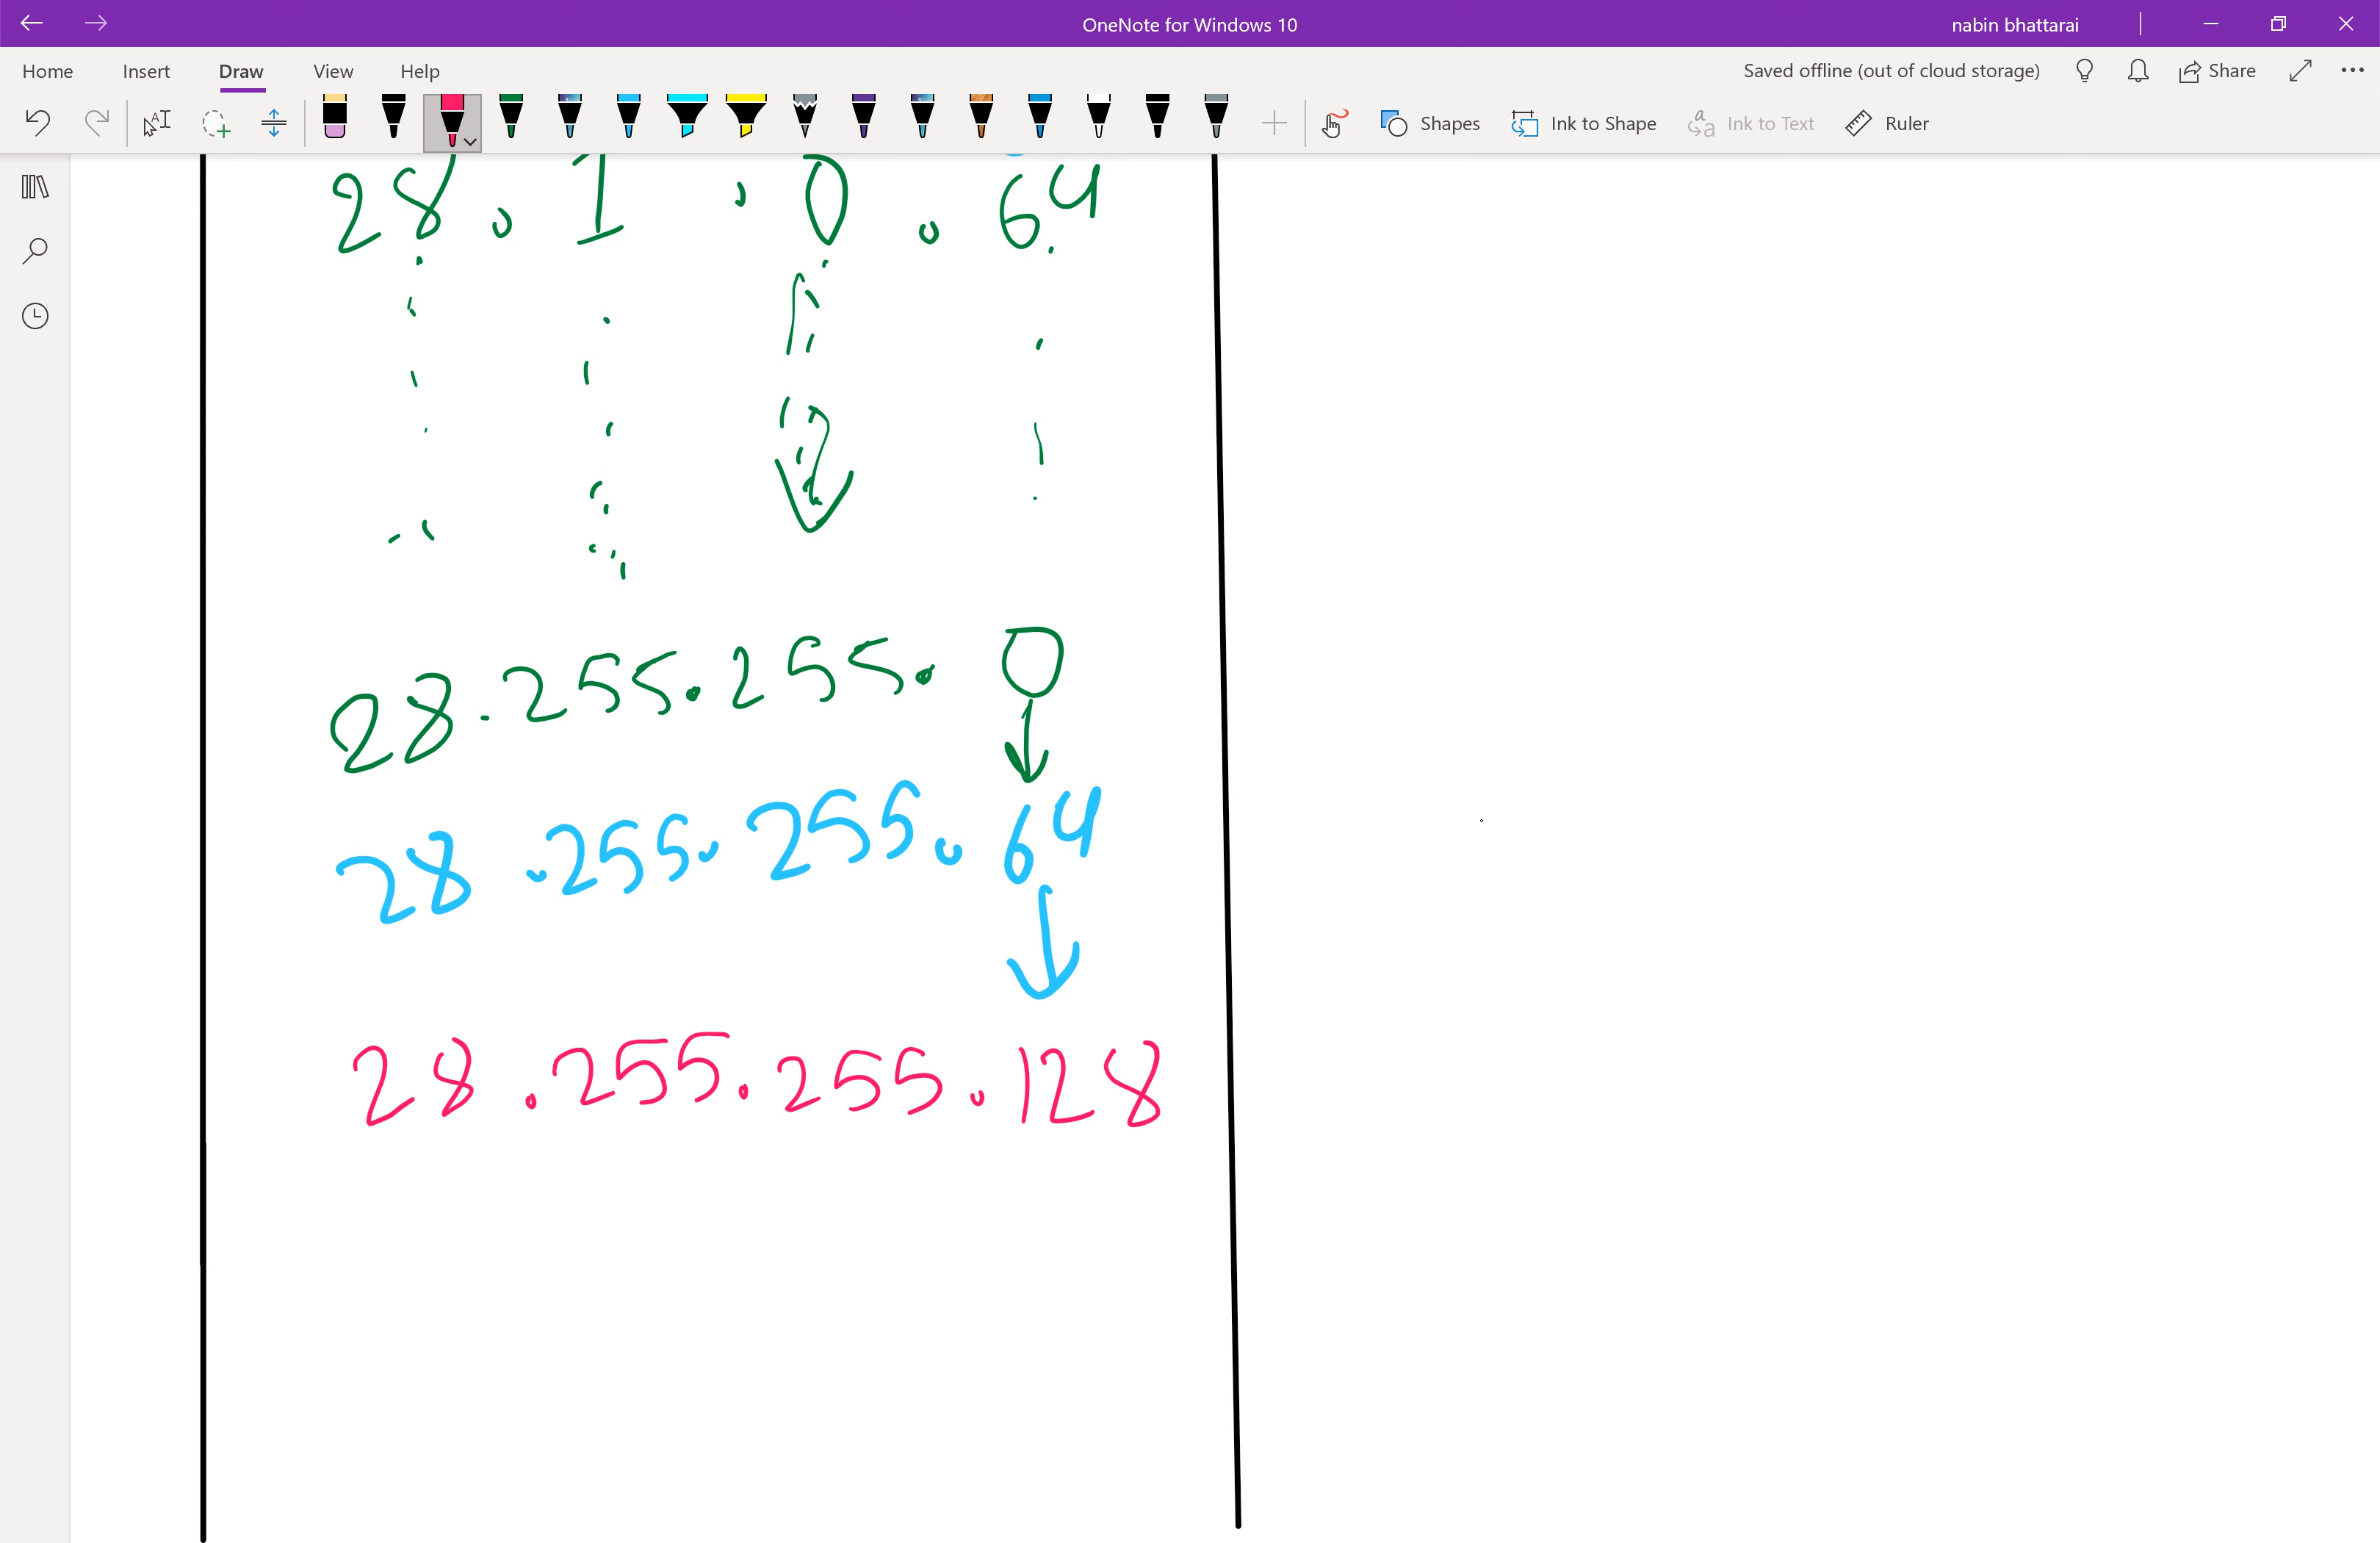 OneNote for Windows 10
nabin bhattarai
Home Insert Draw View Help
Saved offline (out of cloud storage)
Share
Shapes Ink to Shape Ink to Text Ruler
28.1.0.64
28.255.255.0
28.255.255.64
28.255.255.128